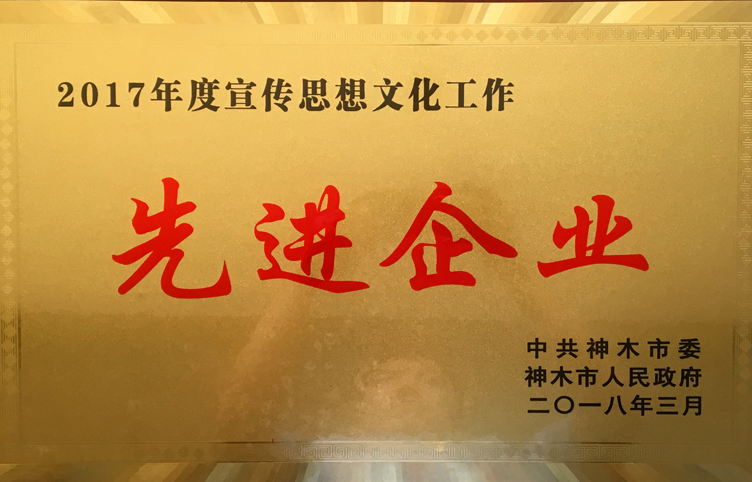 2017年度宣传思想文化工作
先进企业
中共神木市委
神木市人民政府
二〇一八年三月